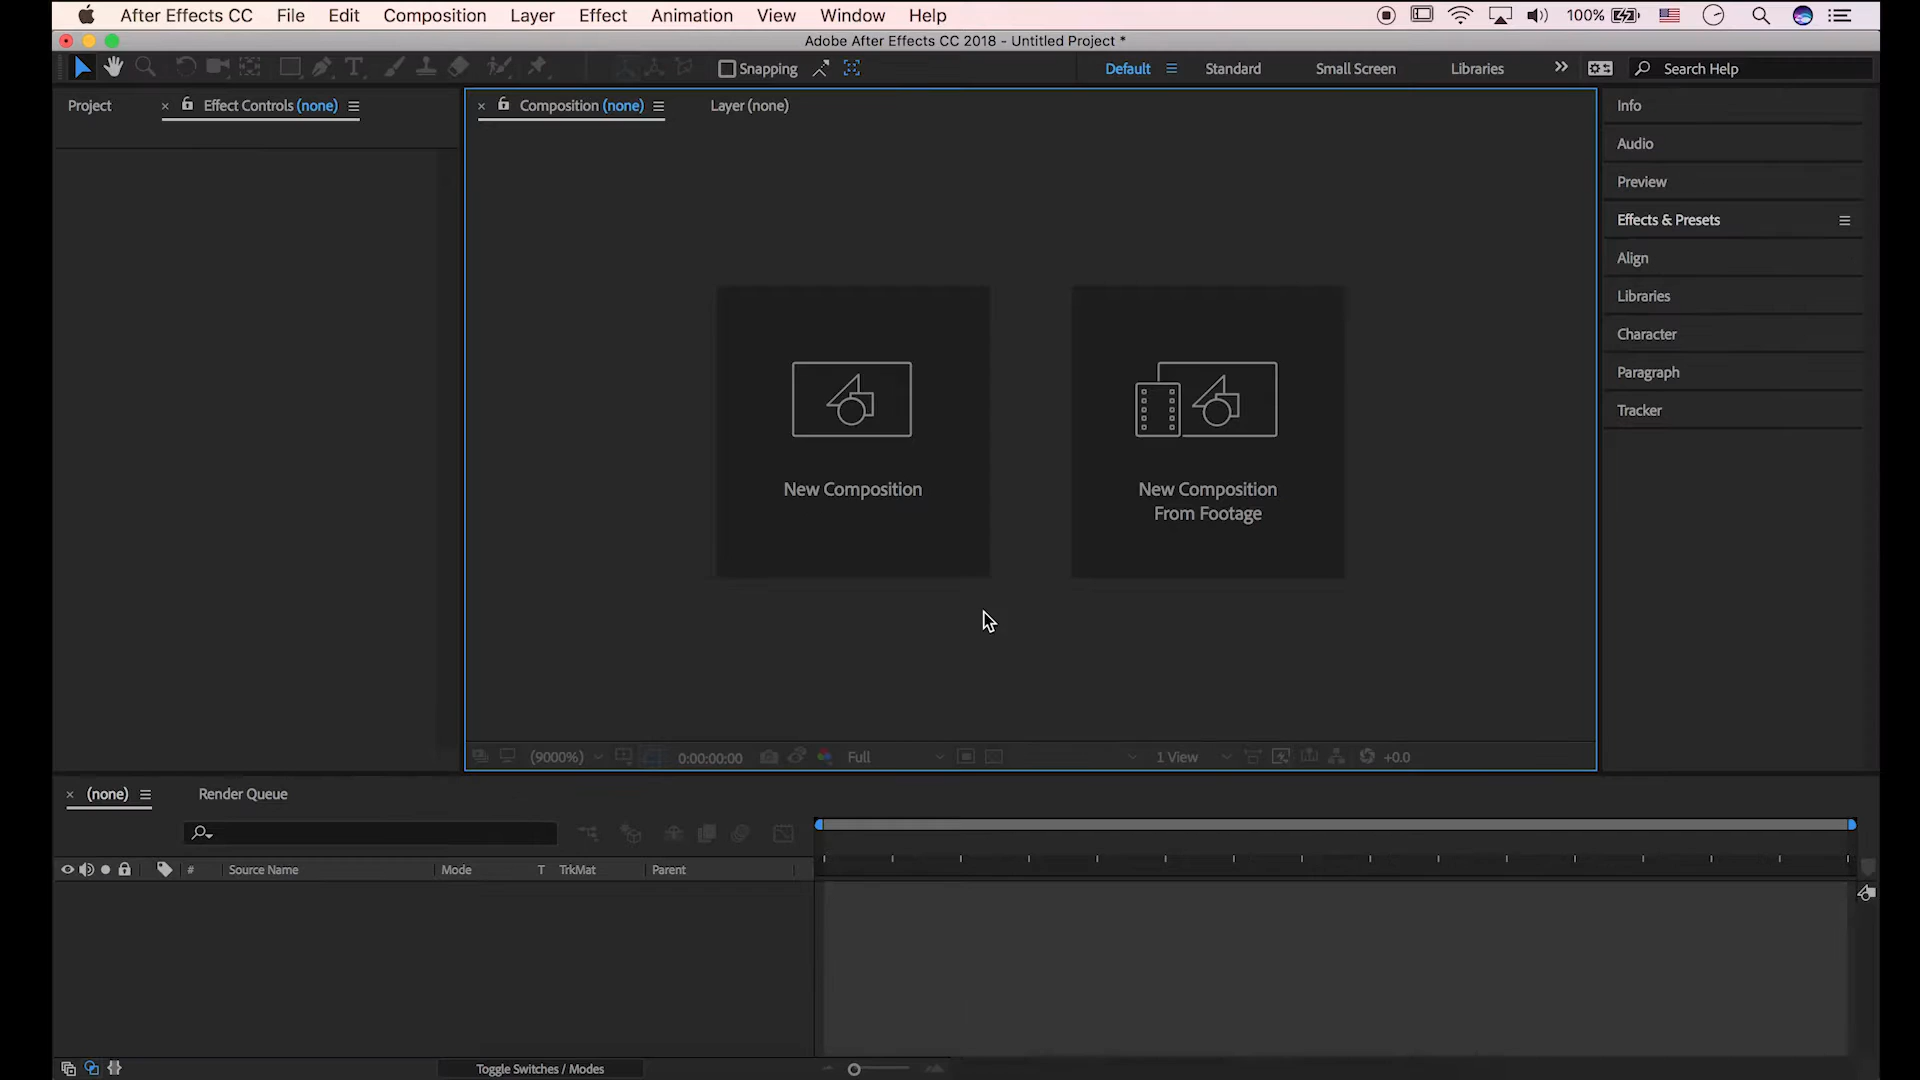 After Effects CC File Edit Composition Layer Effect Animation View Window Help 100%
Adobe After Effects CC 2018 - Untitled Project *
Snapping Default Standard Small Screen Libraries Search Help
Project Effect Controls (none) Composition (none) Layer (none)
Info
Audio
Preview
Effects & Presets
Align
Libraries
Character
Paragraph
Tracker
New Composition
New Composition
From Footage
(9000%) 0:00:00:00 Full 1 View +0.0
(none) Render Queue
# Source Name Mode T TrkMat Parent
Toggle Switches / Modes